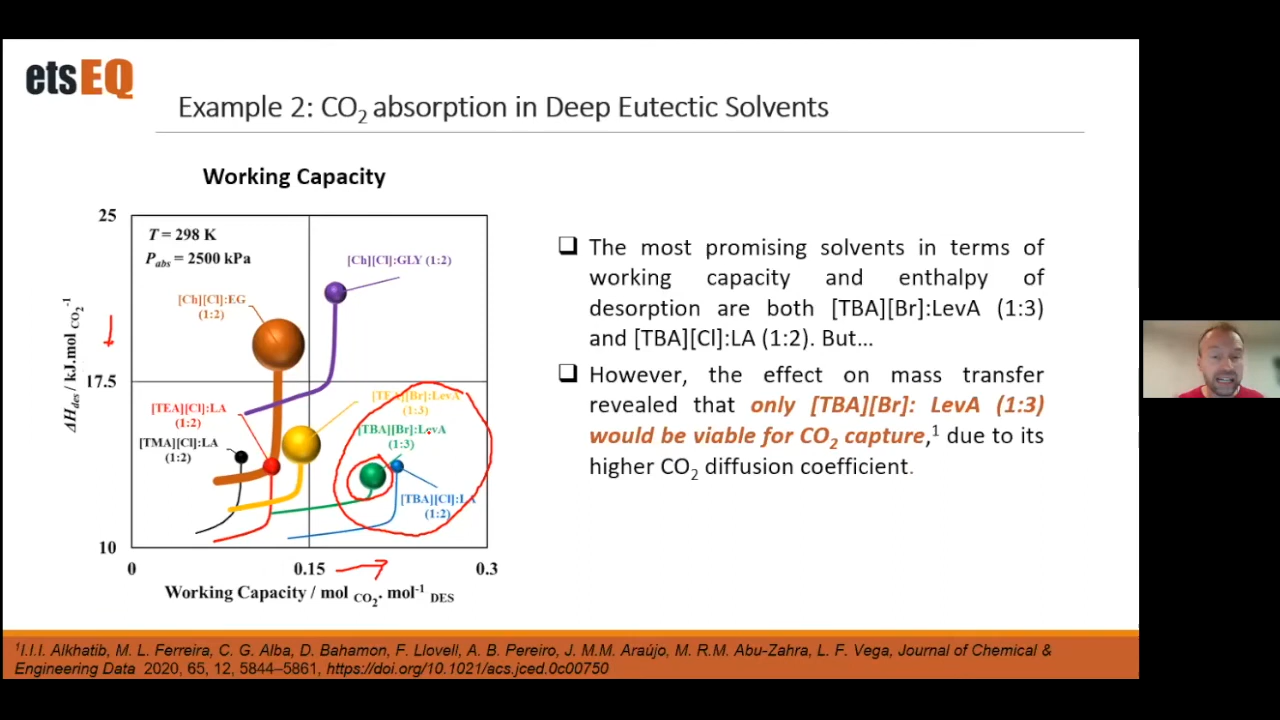 etsEQ
Example 2: CO2 absorption in Deep Eutectic Solvents
Working Capacity
25
T = 298 K
Pabs = 2500 kPa
[Ch][Cl]:GLY (1:2)
[Ch][Cl]:EG
(1:2)
ΔHdes / kJ.mol CO2-1
17.5
[TEA][Br]:LevA
(1:3)
[TEA][Cl]:LA
(1:2)
[TBA][Br]:LevA
(1:3)
[TMA][Cl]:LA
(1:2)
[TBA][Cl]:LA
(1:2)
10
0
0.15
0.3
Working Capacity / mol CO2. mol-1 DES
❑ The most promising solvents in terms of
working capacity and enthalpy of
desorption are both [TBA][Br]:LevA (1:3)
and [TBA][Cl]:LA (1:2). But…
❑ However, the effect on mass transfer
revealed that only [TBA][Br]: LevA (1:3)
would be viable for CO2 capture,1 due to its
higher CO2 diffusion coefficient.
1I.I.I. Alkhatib, M. L. Ferreira, C. G. Alba, D. Bahamon, F. Llovell, A. B. Pereiro, J. M.M. Araújo, M. R.M. Abu-Zahra, L. F. Vega, Journal of Chemical &
Engineering Data 2020, 65, 12, 5844–5861, https://doi.org/10.1021/acs.jced.0c00750